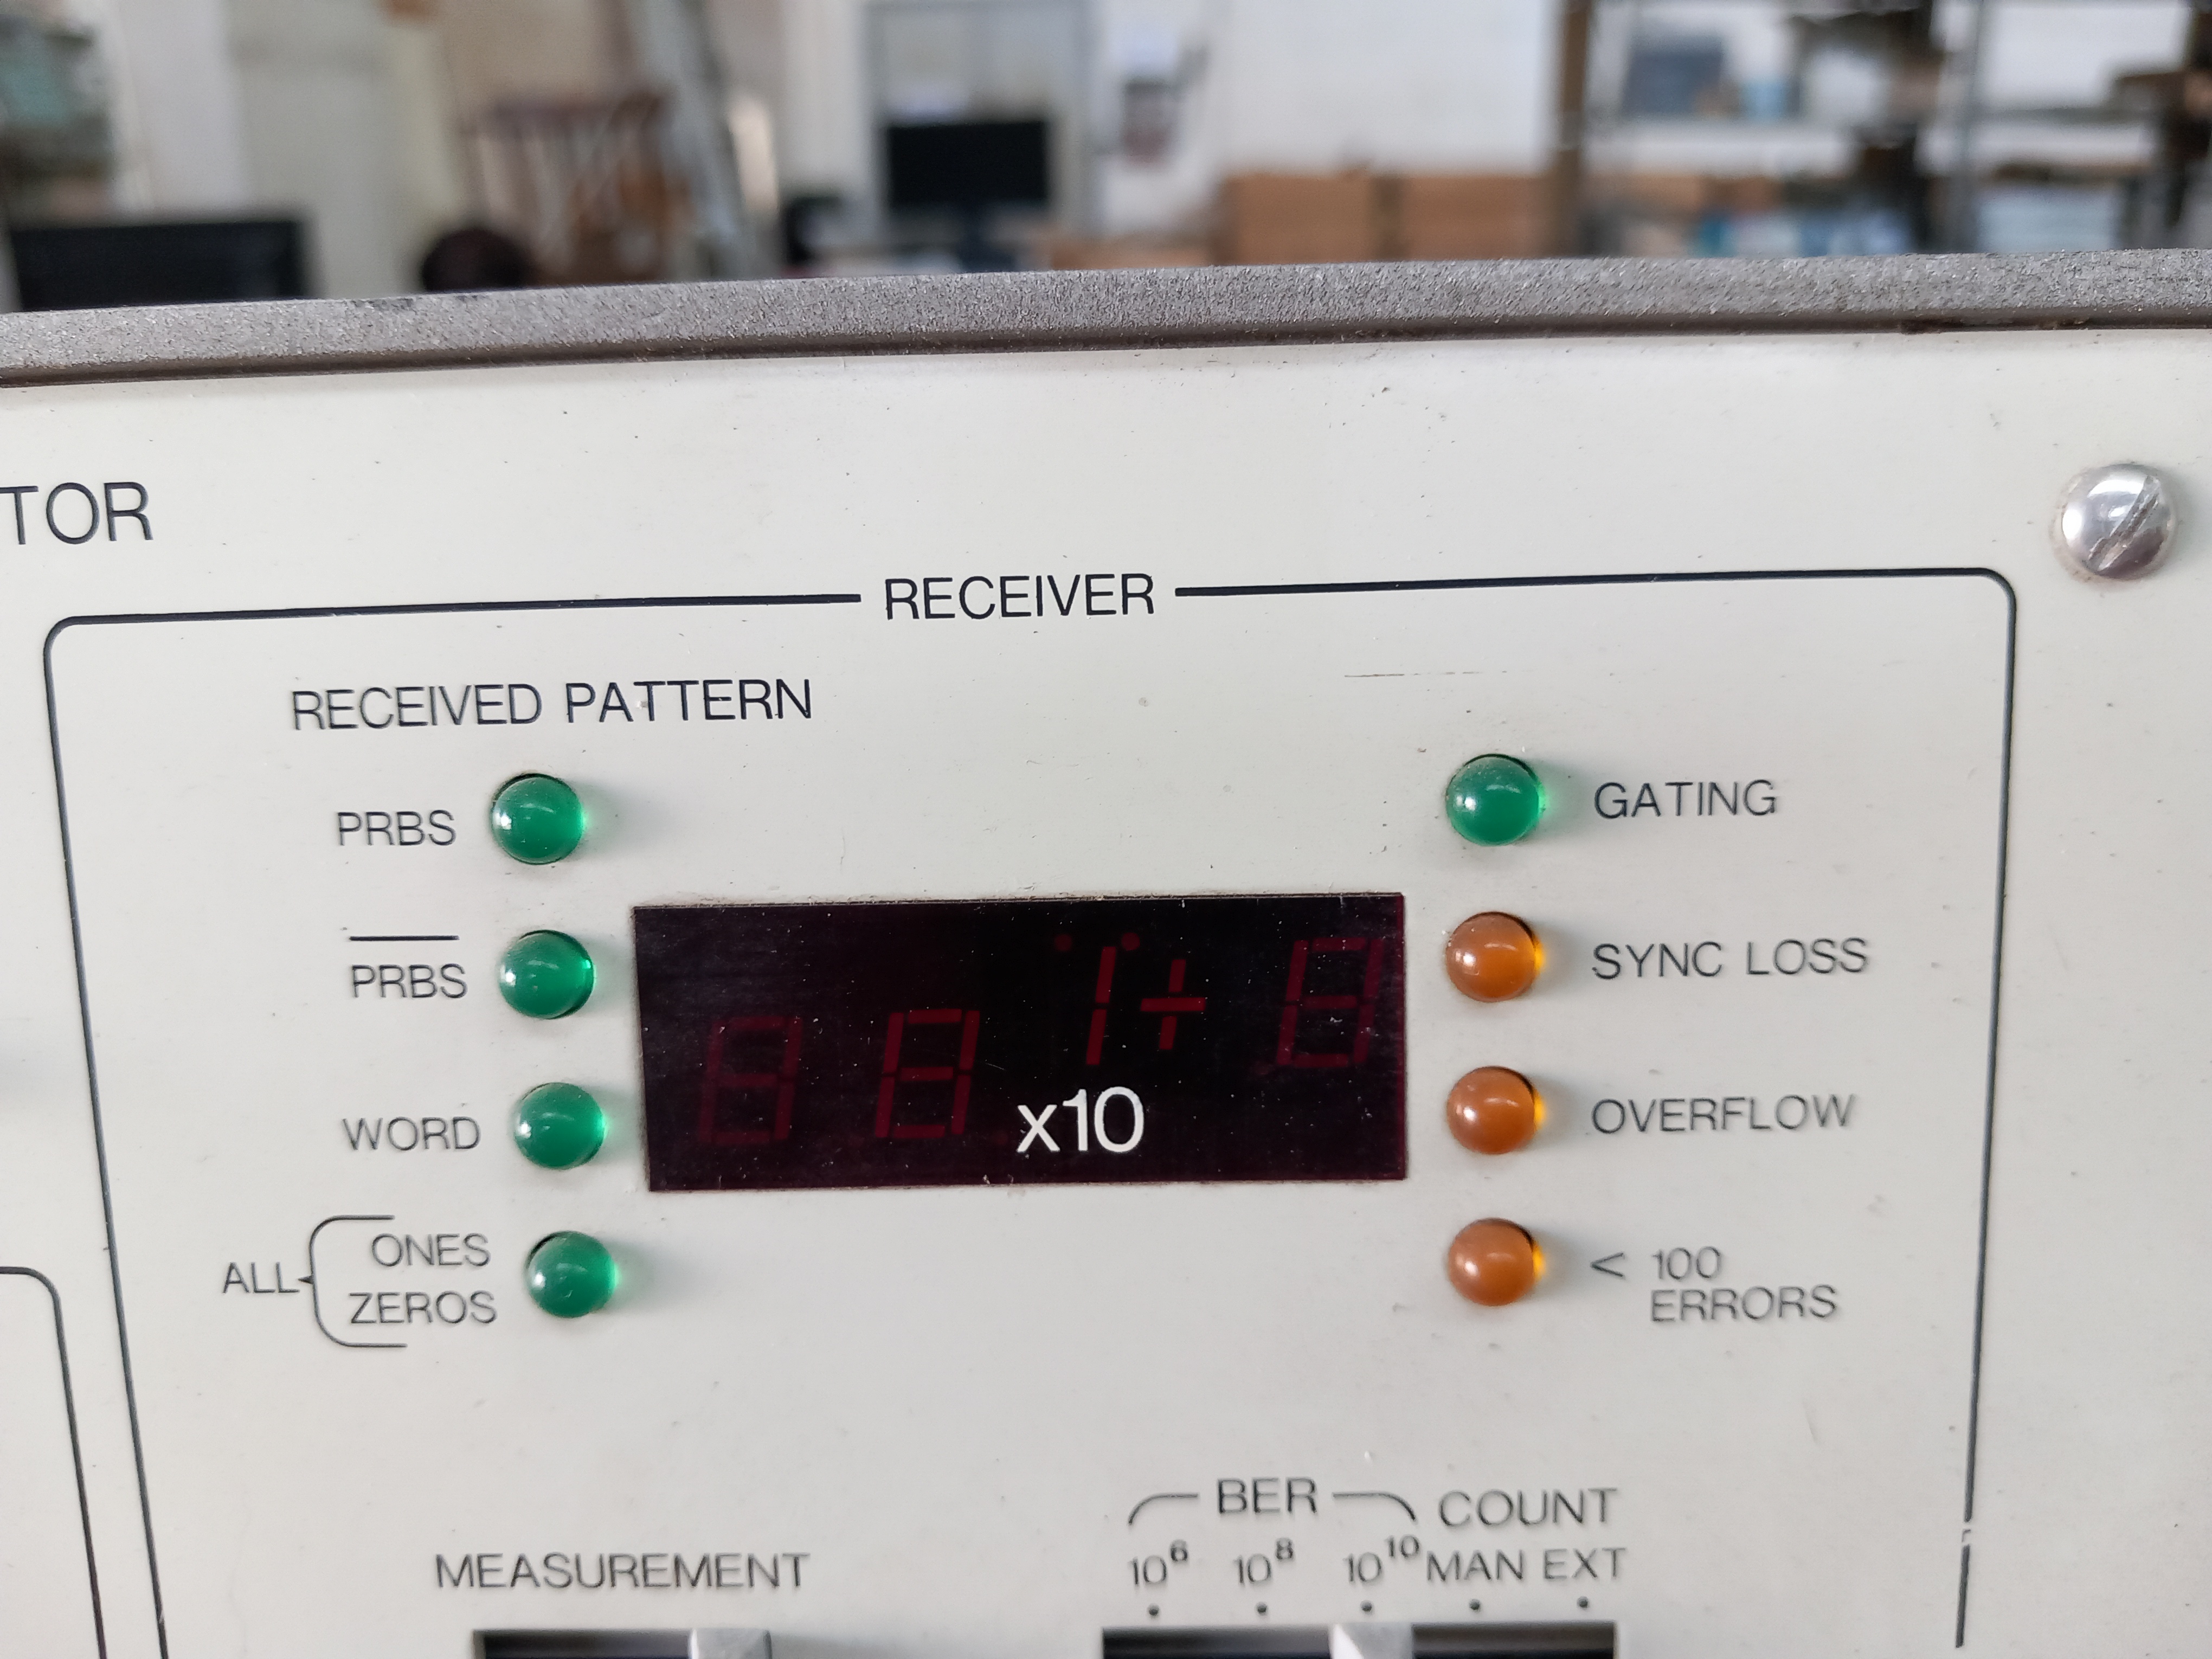 TOR
RECEIVER
RECEIVED PATTERN
PRBS
PRBS
WORD
ALL
ONES
ZEROS
x10
GATING
SYNC LOSS
OVERFLOW
< 100
ERRORS
MEASUREMENT
BER COUNT
10⁶ 10⁸ 10¹⁰ MAN EXT